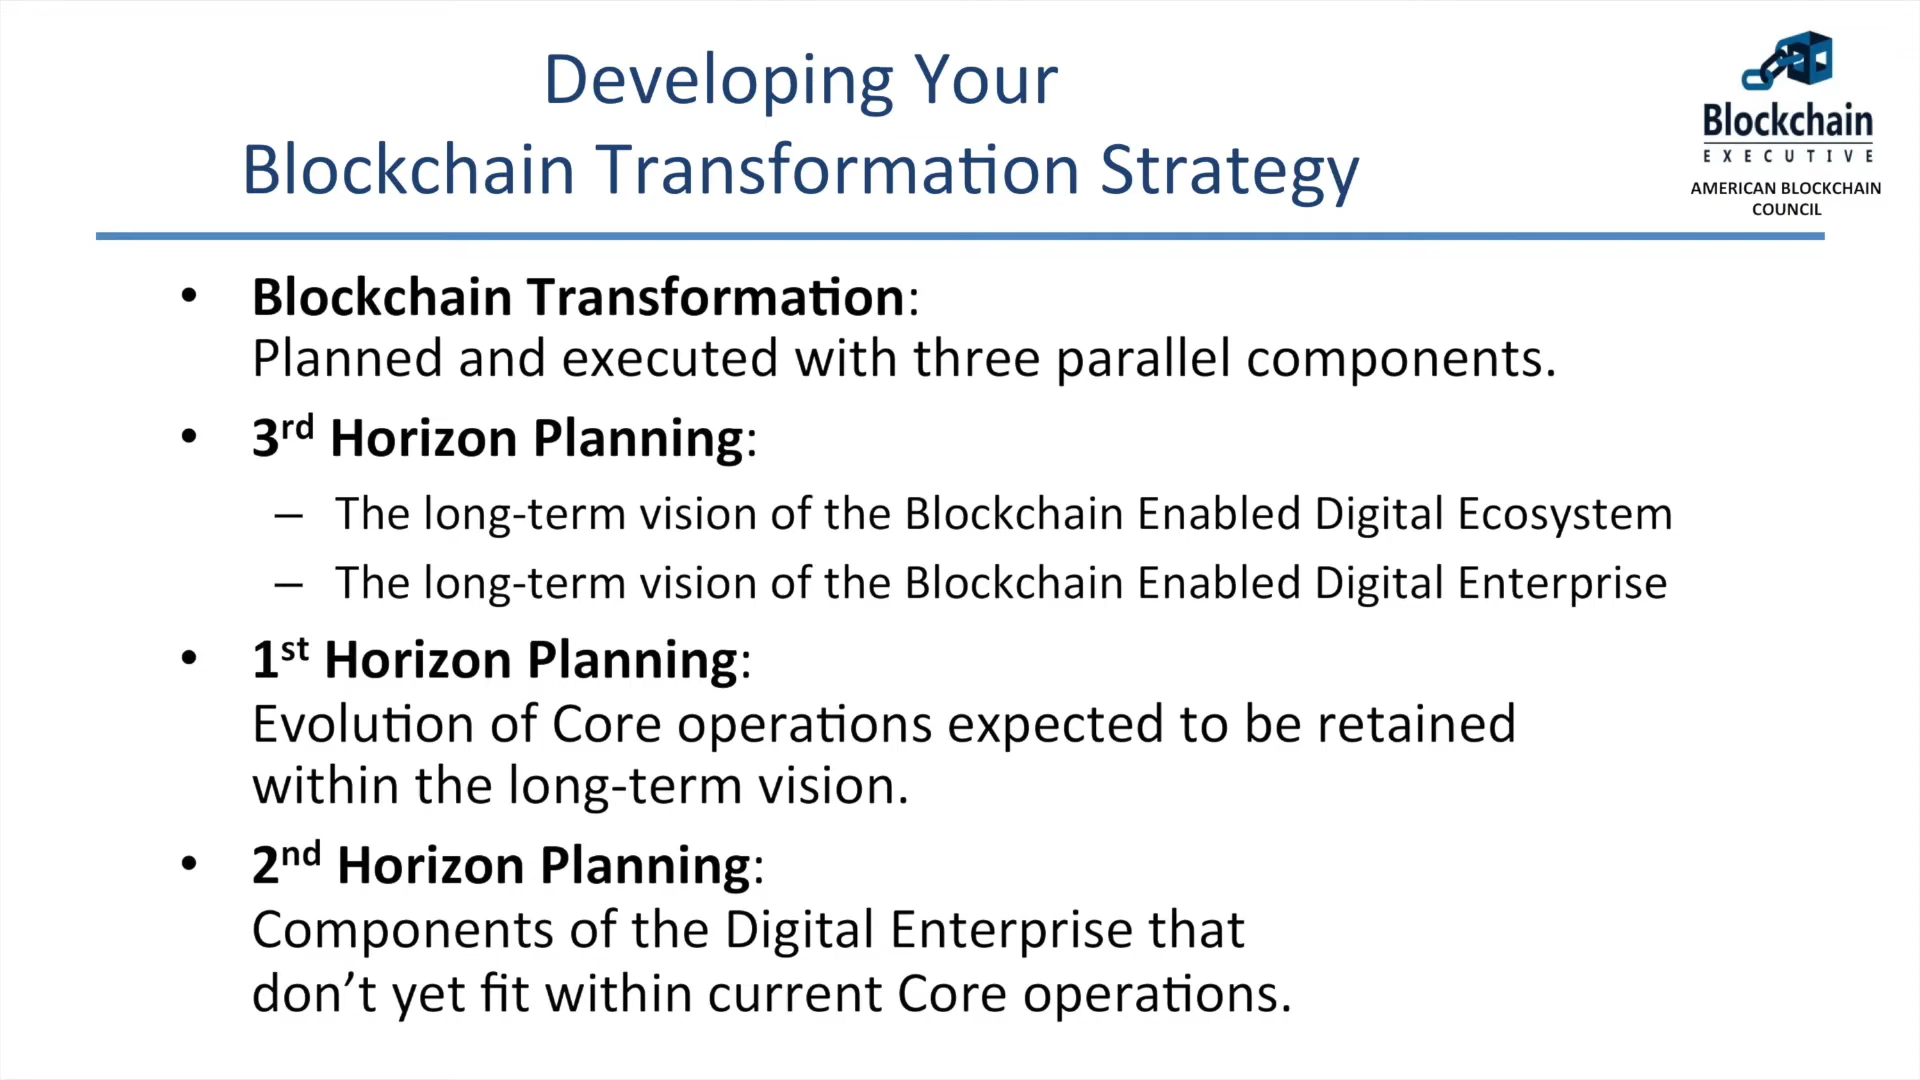 Developing Your
Blockchain Transformation Strategy
Blockchain
EXECUTIVE
AMERICAN BLOCKCHAIN
COUNCIL
• Blockchain Transformation:
Planned and executed with three parallel components.
• 3rd Horizon Planning:
– The long-term vision of the Blockchain Enabled Digital Ecosystem
– The long-term vision of the Blockchain Enabled Digital Enterprise
• 1st Horizon Planning:
Evolution of Core operations expected to be retained
within the long-term vision.
• 2nd Horizon Planning:
Components of the Digital Enterprise that
don’t yet fit within current Core operations.